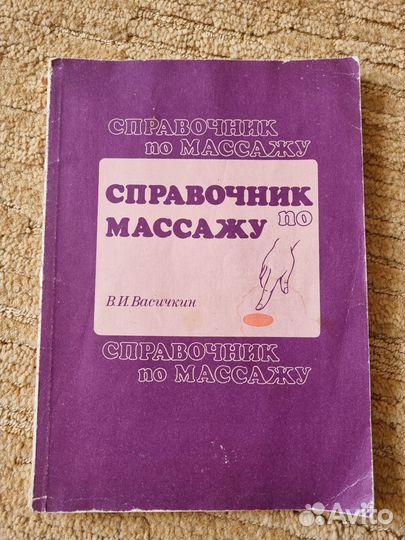 СПРАВОЧНИК
по МАССАЖУ
СПРАВОЧНИК
по
МАССАЖУ
В.И.Васичкин
СПРАВОЧНИК
по МАССАЖУ
Avito